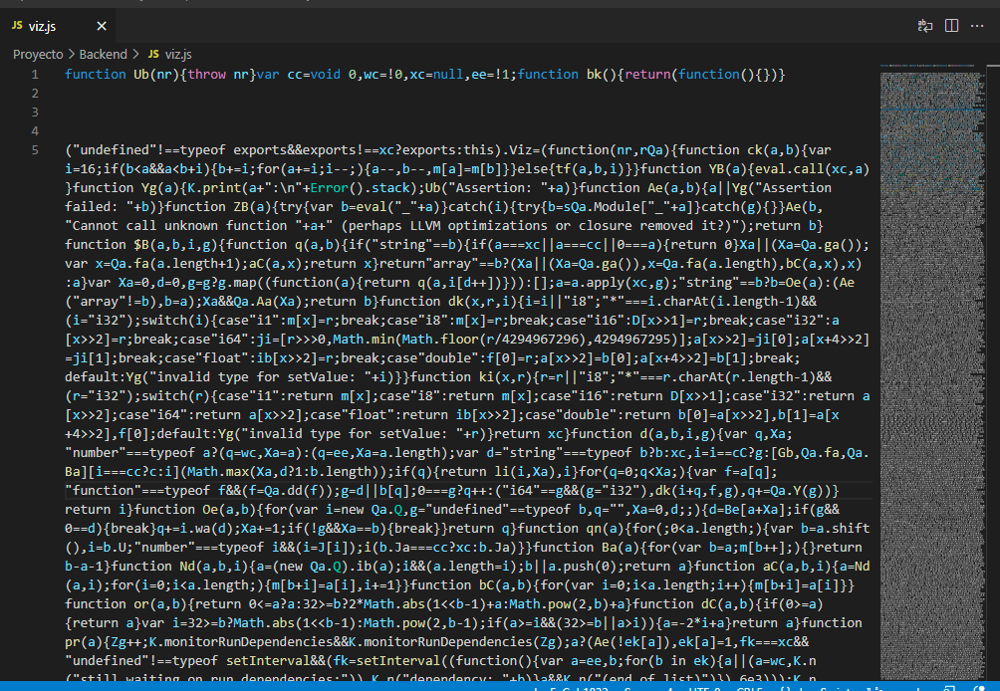 JS viz.js ×
Proyecto > Backend > JS viz.js
1 function Ub(nr){throw nr}var cc=void 0,wc=!0,xc=null,ee=!1;function bk(){return(function(){})}
2
3
4
5 ("undefined"!==typeof exports&&exports!==xc?exports:this).Viz=(function(nr,rQa){function ck(a,b){var
i=16;if(b<a&&a<b+i){b+=i;for(a+=i;i--;){a--,b--,m[a]=m[b]}}else{tf(a,b,i)}}function YB(a){eval.call(xc,a)
}function Yg(a){K.print(a+":\n"+Error().stack);Ub("Assertion: "+a)}function Ae(a,b){a||Yg("Assertion
failed: "+b)}function ZB(a){try{var b=eval("_"+a)}catch(i){try{b=sQa.Module["_"+a]}catch(g){}}Ae(b,
"Cannot call unknown function "+a+" (perhaps LLVM optimizations or closure removed it?)");return b}
function $B(a,b,i,g){function q(a,b){if("string"==b){if(a===xc||a===cc||0===a){return 0}Xa||(Xa=Qa.ga());
var x=Qa.fa(a.length+1);aC(a,x);return x}return"array"==b?(Xa||(Xa=Qa.ga()),x=Qa.fa(a.length),bC(a,x),x)
:a}var Xa=0,d=0,g=g?g.map((function(a){return q(a,i[d++])})):[];a=a.apply(xc,g);"string"==b?b=Oe(a):(Ae
("array"!=b),b=a);Xa&&Qa.Aa(Xa);return b}function dk(x,r,i){i=i||"i8";"*"===i.charAt(i.length-1)&&
(i="i32");switch(i){case"i1":m[x]=r;break;case"i8":m[x]=r;break;case"i16":D[x>>1]=r;break;case"i32":a
[x>>2]=r;break;case"i64":ji=[r>>>0,Math.min(Math.floor(r/4294967296),4294967295)];a[x>>2]=ji[0];a[x+4>>2]
=ji[1];break;case"float":ib[x>>2]=r;break;case"double":f[0]=r;a[x>>2]=b[0];a[x+4>>2]=b[1];break;
default:Yg("invalid type for setValue: "+i)}}function ki(x,r){r=r||"i8";"*"===r.charAt(r.length-1)&&
(r="i32");switch(r){case"i1":return m[x];case"i8":return m[x];case"i16":return D[x>>1];case"i32":return a
[x>>2];case"i64":return a[x>>2];case"float":return ib[x>>2];case"double":return b[0]=a[x>>2],b[1]=a[x
+4>>2],f[0];default:Yg("invalid type for setValue: "+r)}return xc}function d(a,b,i,g){var q,Xa;
"number"===typeof a?(q=wc,Xa=a):(q=ee,Xa=a.length);var d="string"===typeof b?b:xc,i=i==cC?g:[Gb,Qa.fa,Qa.
Ba][i===cc?c:i](Math.max(Xa,d?1:b.length));if(q){return li(i,Xa),i}for(q=0;q<Xa;){var f=a[q];
"function"===typeof f&&(f=Qa.dd(f));g=d||b[q];0===g?q++:("i64"==g&&(g="i32"),dk(i+q,f,g),q+=Qa.Y(g))}
return i}function Oe(a,b){for(var i=new Qa.Q,g="undefined"==typeof b,q="",Xa=0,d;;){d=Be[a+Xa];if(g&&
0==d){break}q+=i.wa(d);Xa+=1;if(!g&&Xa==b){break}}return q}function qn(a){for(;0<a.length;){var b=a.shift
(),i=b.U;"number"===typeof i&&(i=J[i]);i(b.Ja===cc?xc:b.Ja)}}function Ba(a){for(var b=a;m[b++];){}return
b-a-1}function Nd(a,b,i){a=(new Qa.Q).ib(a);i&&(a.length=i);b||a.push(0);return a}function aC(a,b,i){a=Nd
(a,i);for(i=0;i<a.length;){m[b+i]=a[i],i+=1}}function bC(a,b){for(var i=0;i<a.length;i++){m[b+i]=a[i]}}
function or(a,b){return 0<=a?a:32>=b?2*Math.abs(1<<b-1)+a:Math.pow(2,b)+a}function dC(a,b){if(0>=a)
{return a}var i=32>=b?Math.abs(1<<b-1):Math.pow(2,b-1);if(a>=i&&(32>=b||a>i)){a=-2*i+a}return a}function
pr(a){Zg++;K.monitorRunDependencies&&K.monitorRunDependencies(Zg);a?(Ae(!ek[a]),ek[a]=1,fk===xc&&
"undefined"!==typeof setInterval&&(fk=setInterval((function(){var a=ee,b;for(b in ek){a||(a=wc,K.n
("still waiting on run dependencies:")),K.n("dependency: "+b)}a&&K.n("(end of list)")}),6e3))):K.n